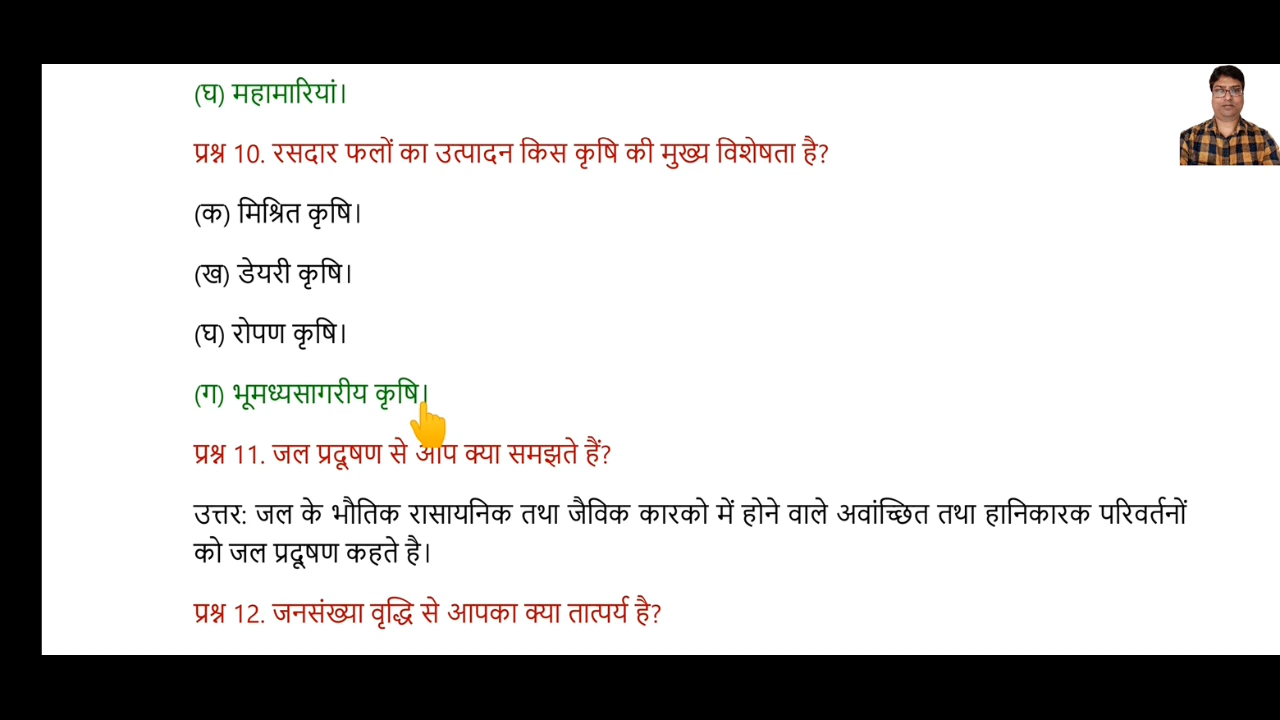 (घ) महामारियां।
प्रश्न 10. रसदार फलों का उत्पादन किस कृषि की मुख्य विशेषता है?
(क) मिश्रित कृषि।
(ख) डेयरी कृषि।
(घ) रोपण कृषि।
(ग) भूमध्यसागरीय कृषि।
प्रश्न 11. जल प्रदूषण से आप क्या समझते हैं?
उत्तर: जल के भौतिक रासायनिक तथा जैविक कारको में होने वाले अवांच्छित तथा हानिकारक परिवर्तनों
को जल प्रदूषण कहते है।
प्रश्न 12. जनसंख्या वृद्धि से आपका क्या तात्पर्य है?